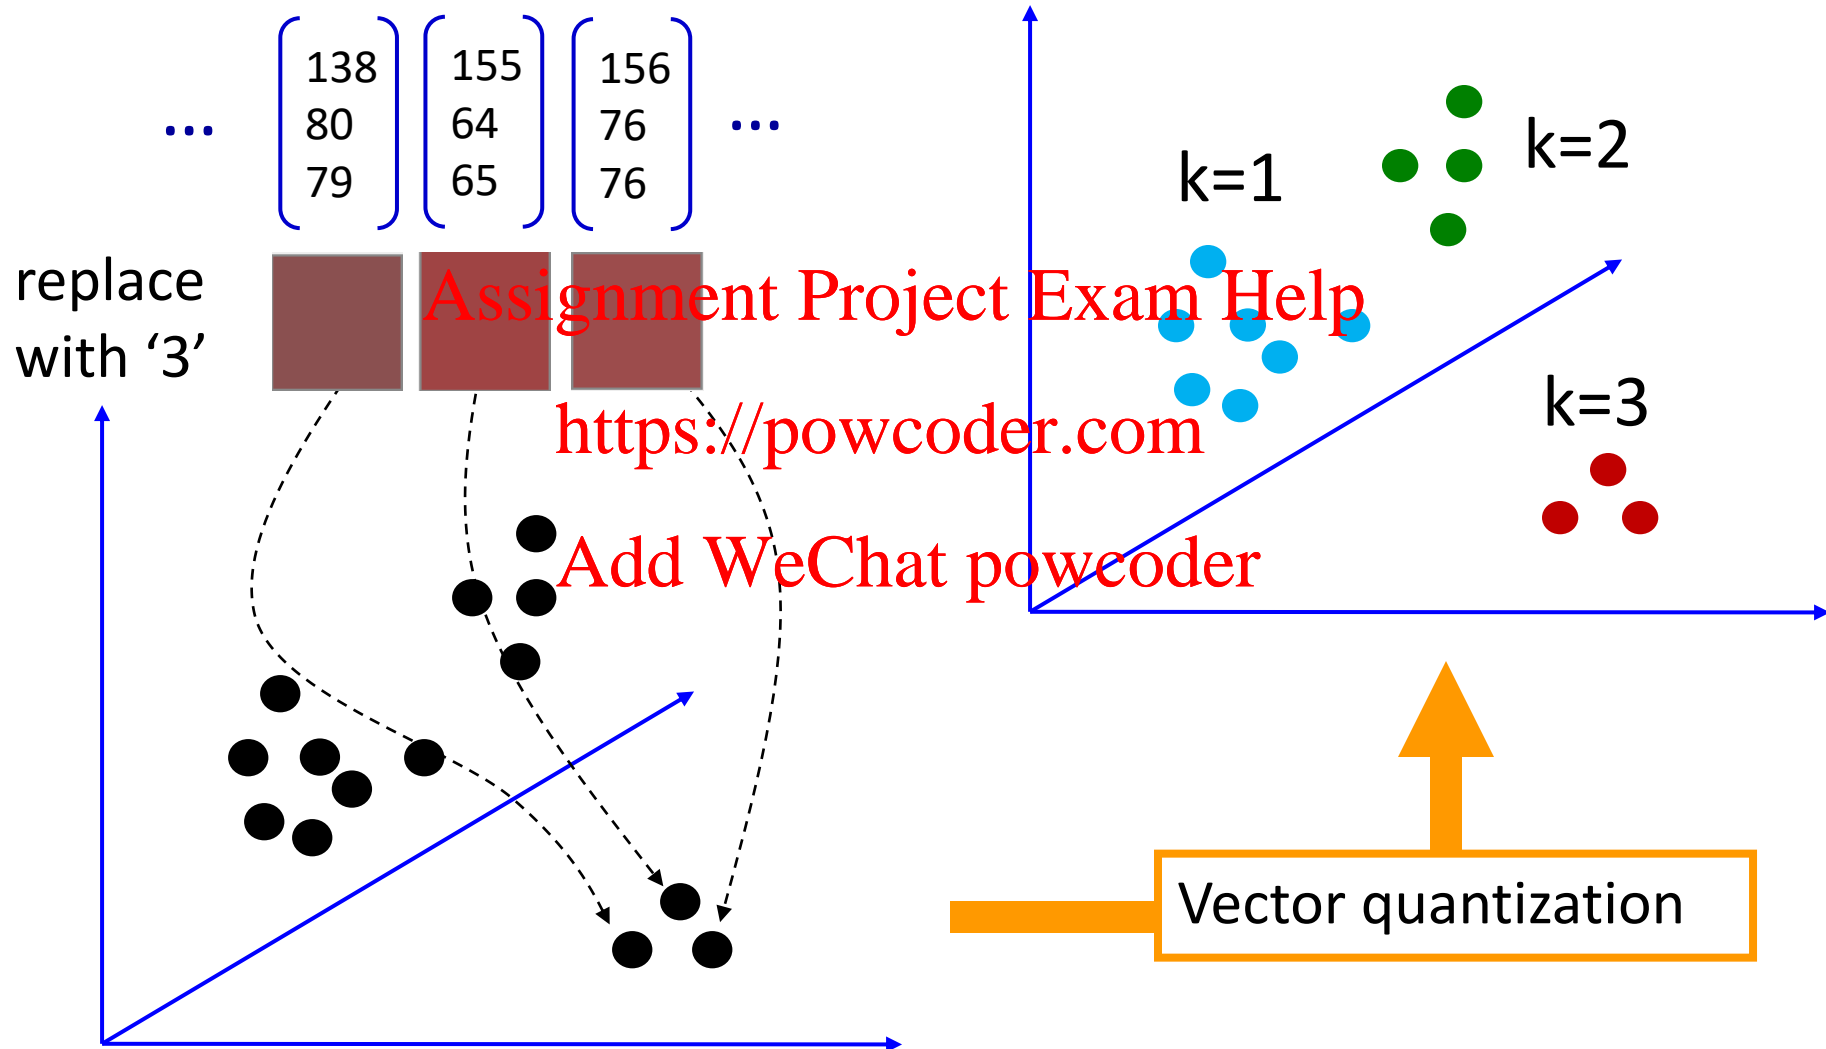 ...
138
80
79
155
64
65
156
76
76
...
replace
with ‘3’
k=1
k=2
k=3
Assignment Project Exam Help
https://powcoder.com
Add WeChat powcoder
Vector quantization